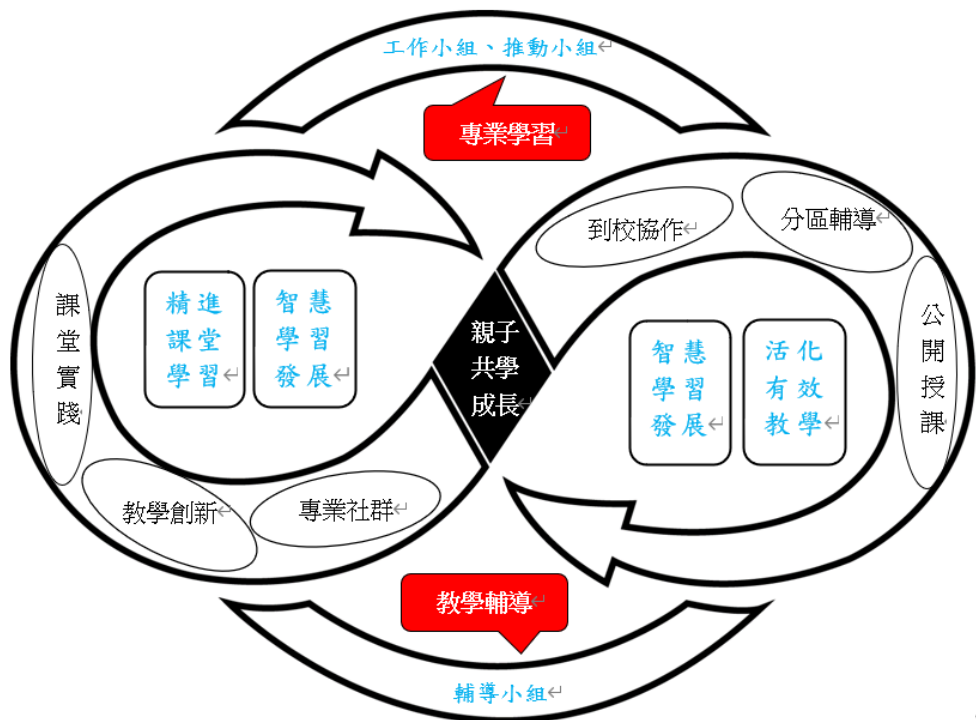 工作小組、推動小組
專業學習
到校協作
分區輔導
課
堂
實
踐
精進
課堂
學習
智慧
學習
發展
親子
共學
成長
智慧
學習
發展
活化
有效
教學
公
開
授
課
教學創新
專業社群
教學輔導
輔導小組